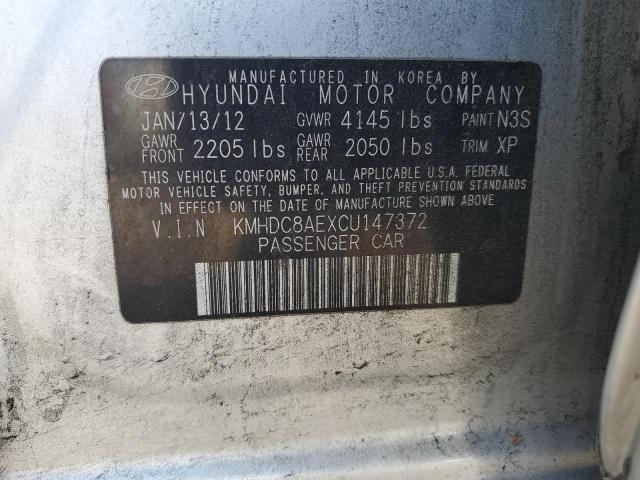 MANUFACTURED IN KOREA BY
HYUNDAI MOTOR COMPANY
JAN/13/12 GVWR 4145 lbs PAINT N3S
GAWR FRONT 2205 lbs GAWR REAR 2050 lbs TRIM XP
THIS VEHICLE CONFORMS TO ALL APPLICABLE U.S.A. FEDERAL
MOTOR VEHICLE SAFETY, BUMPER, AND THEFT PREVENTION STANDARDS
IN EFFECT ON THE DATE OF MANUFACTURE SHOWN ABOVE
V.I.N KMHDC8AEXCU147372
PASSENGER CAR